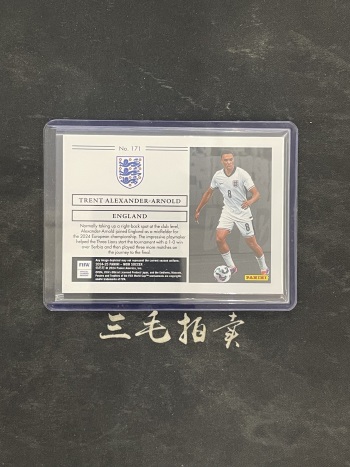 No. 171
TRENT ALEXANDER-ARNOLD
ENGLAND
Normally taking up a right-back spot at the club level,
Alexander-Arnold joined England as a midfielder for
the 2024 European championship. The impressive playmaker
helped the Three Lions start the tournament with a 1-0
win over Serbia and then played three more matches on
the journey to the final.
8
8
PANINI
FIFA
三毛拍卖